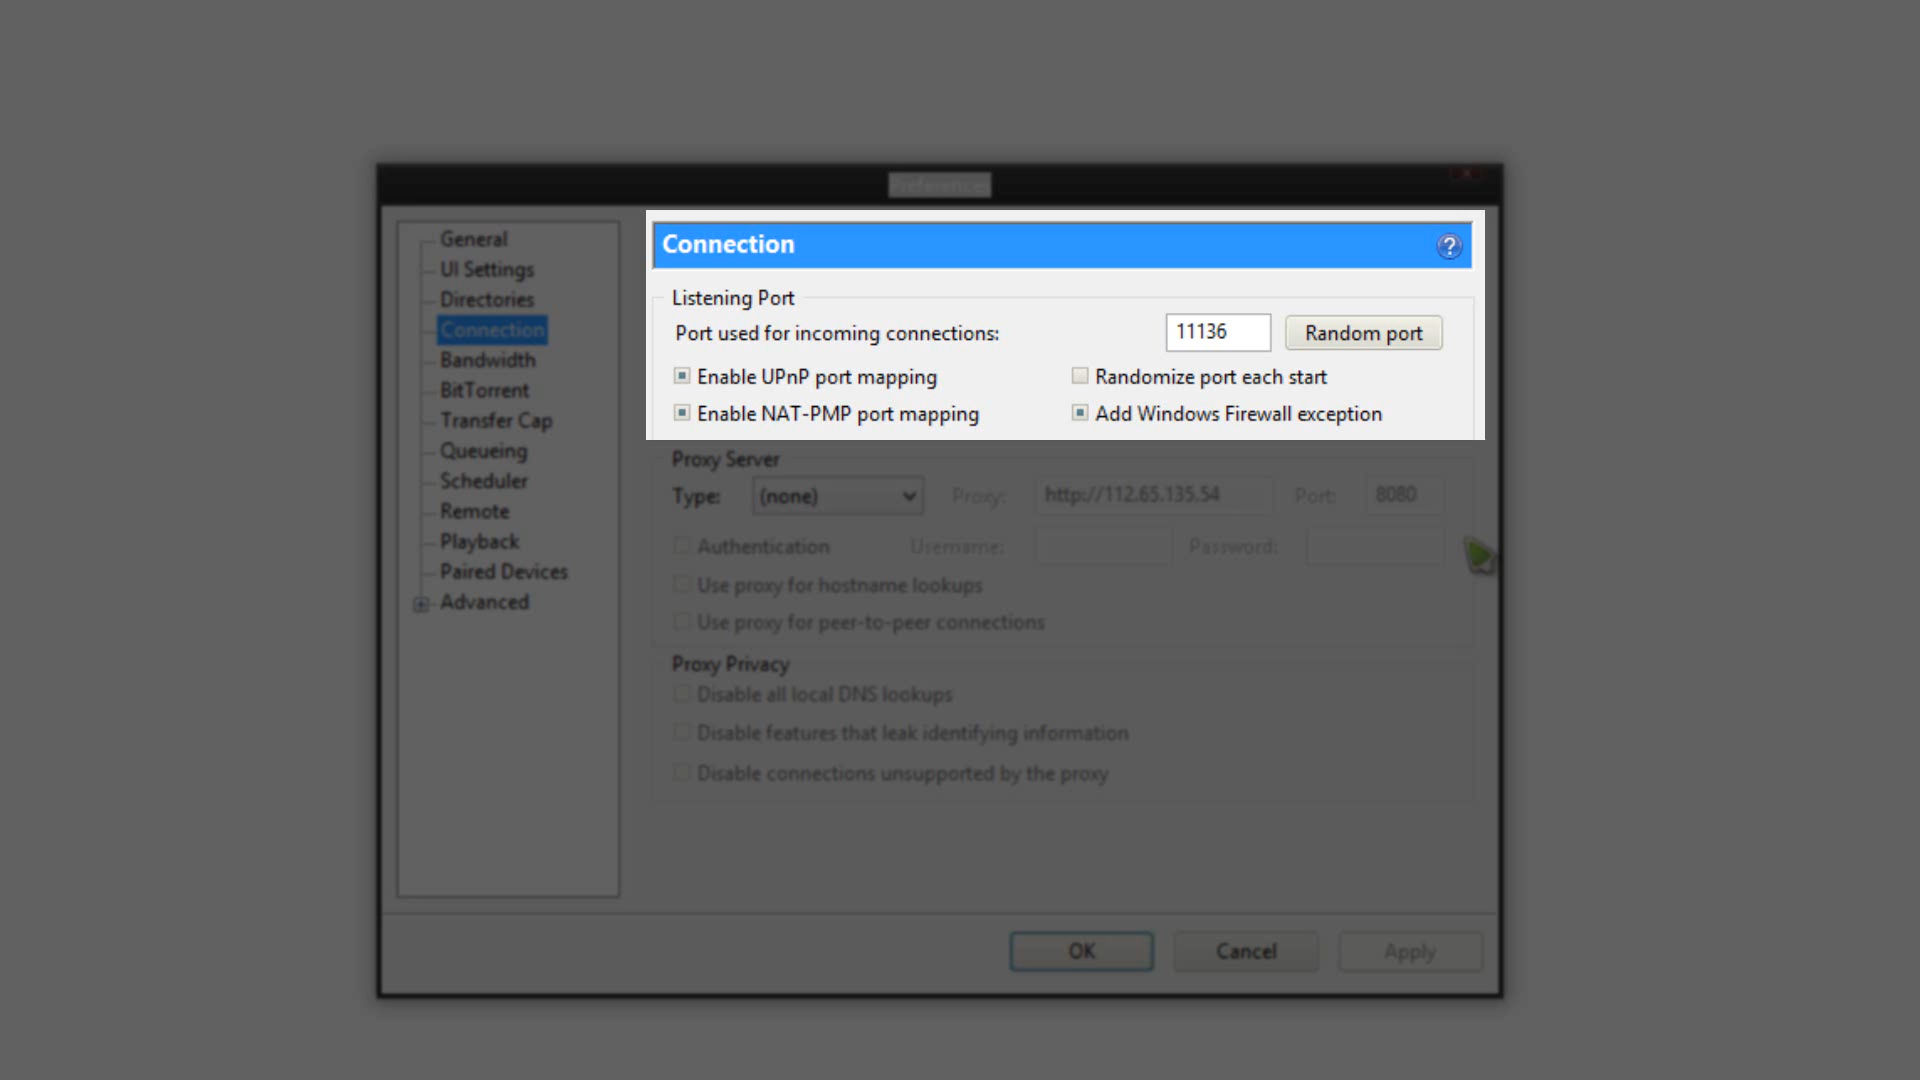 Preferences
General
UI Settings
Directories
Connection
Bandwidth
BitTorrent
Transfer Cap
Queueing
Scheduler
Remote
Playback
Paired Devices
Advanced
Connection
Listening Port
Port used for incoming connections: 11136 Random port
Enable UPnP port mapping Randomize port each start
Enable NAT-PMP port mapping Add Windows Firewall exception
Proxy Server
Type: (none) Proxy: http://112.65.135.54 Port: 8080
Authentication Username: Password:
Use proxy for hostname lookups
Use proxy for peer-to-peer connections
Proxy Privacy
Disable all local DNS lookups
Disable features that leak identifying information
Disable connections unsupported by the proxy
OK Cancel Apply